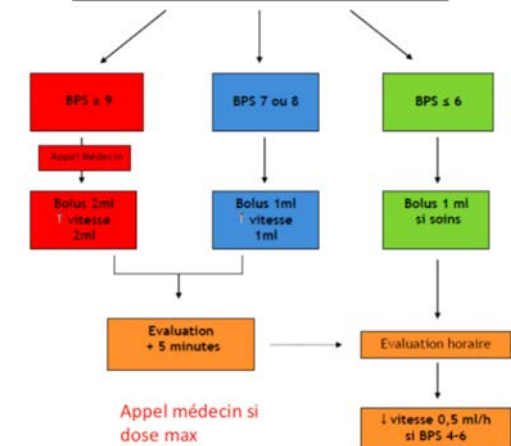 BPS ≥ 9
BPS 7 ou 8
BPS ≤ 6
Appel Médecin
Bolus 2ml
↑ vitesse
2ml
Bolus 1ml
↑ vitesse
1ml
Bolus 1 ml
si soins
Evaluation
+ 5 minutes
Evaluation horaire
Appel médecin si
dose max
↓ vitesse 0,5 ml/h
si BPS 4-6